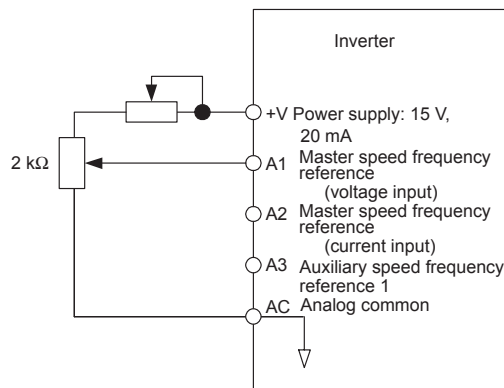 Inverter
+V Power supply: 15 V,
20 mA
2 kΩ
A1 Master speed frequency
reference
(voltage input)
A2 Master speed frequency
reference
(current input)
A3 Auxiliary speed frequency
reference 1
AC Analog common